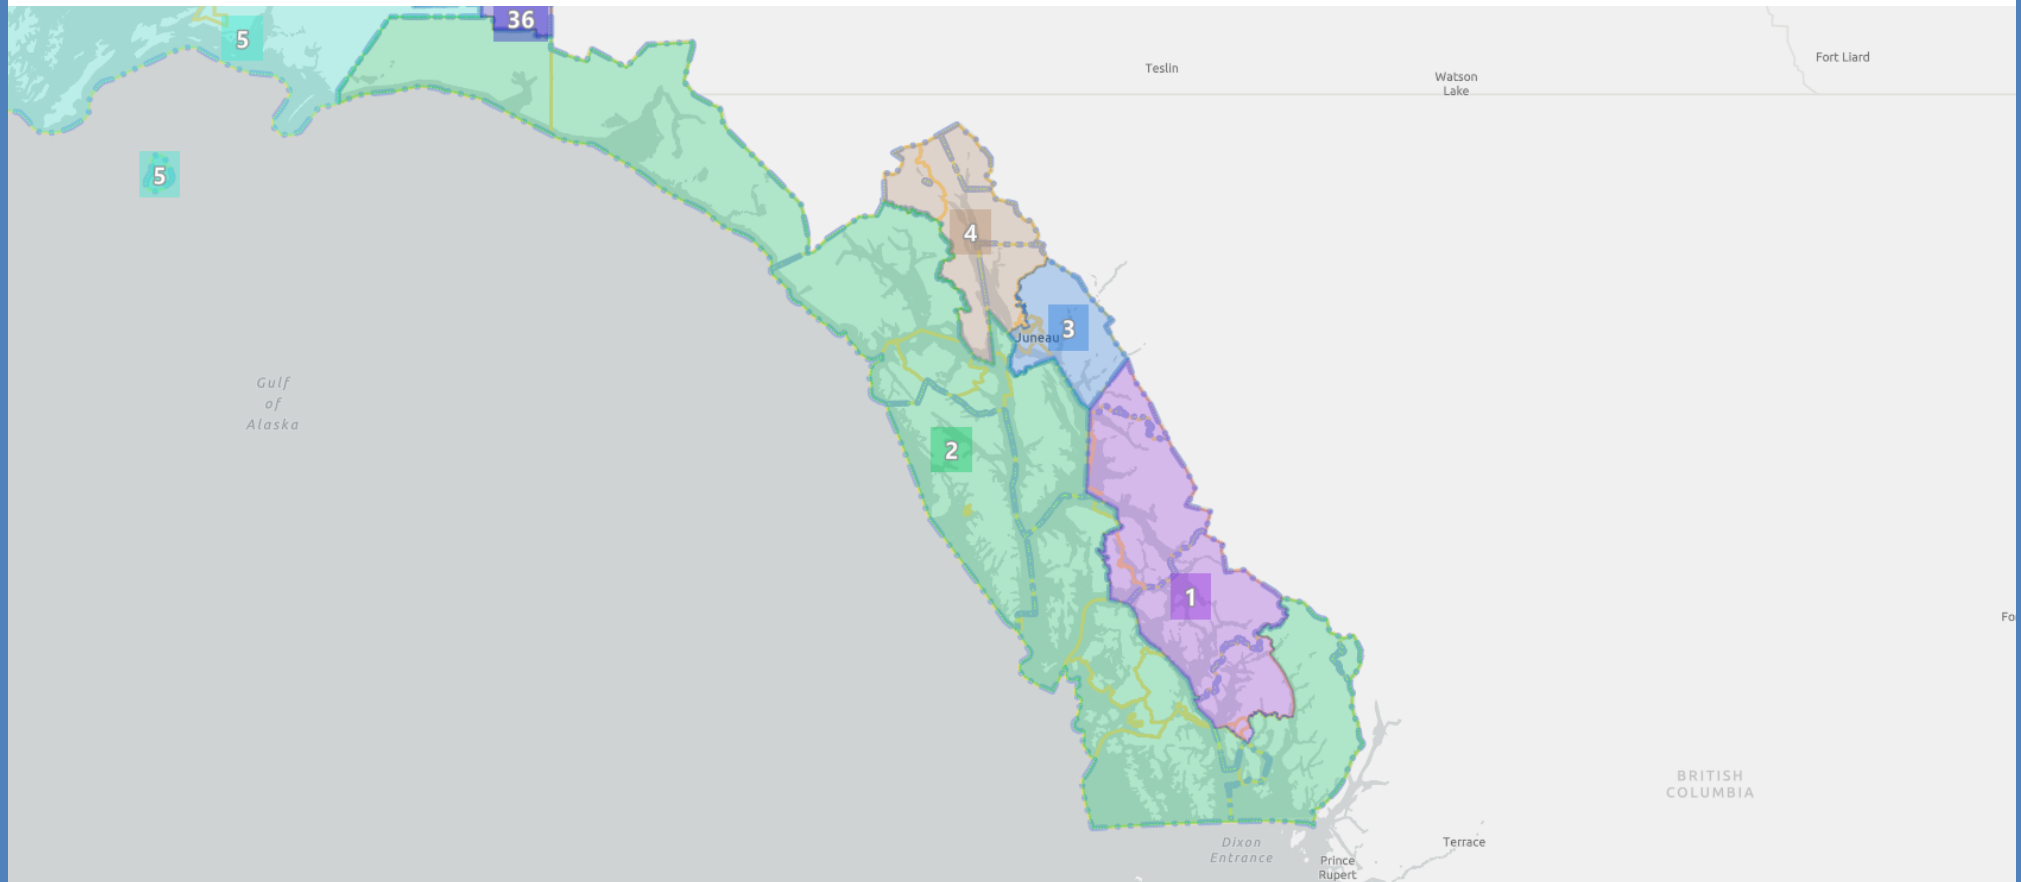 36
5
Teslin
Fort Liard
Watson
Lake
5
4
3
Juneau
Gulf
of
Alaska
2
1
Fo
BRITISH
COLUMBIA
Dixon
Entrance
Terrace
Prince
Rupert